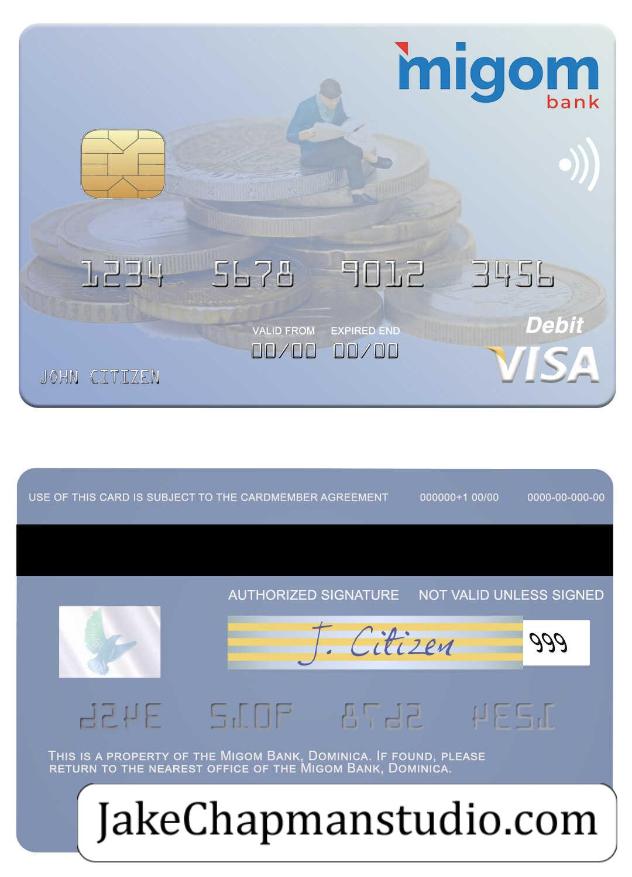 migom
bank
1234 5678 9012 3456
VALID FROM EXPIRED END
00/00 00/00
Debit
VISA
JOHN CITIZEN
USE OF THIS CARD IS SUBJECT TO THE CARDMEMBER AGREEMENT 000000+1 00/00 0000-00-000-00
AUTHORIZED SIGNATURE NOT VALID UNLESS SIGNED
J. Citizen 999
THIS IS A PROPERTY OF THE MIGOM BANK, DOMINICA. IF FOUND, PLEASE
RETURN TO THE NEAREST OFFICE OF THE MIGOM BANK, DOMINICA.
JakeChapmanstudio.com